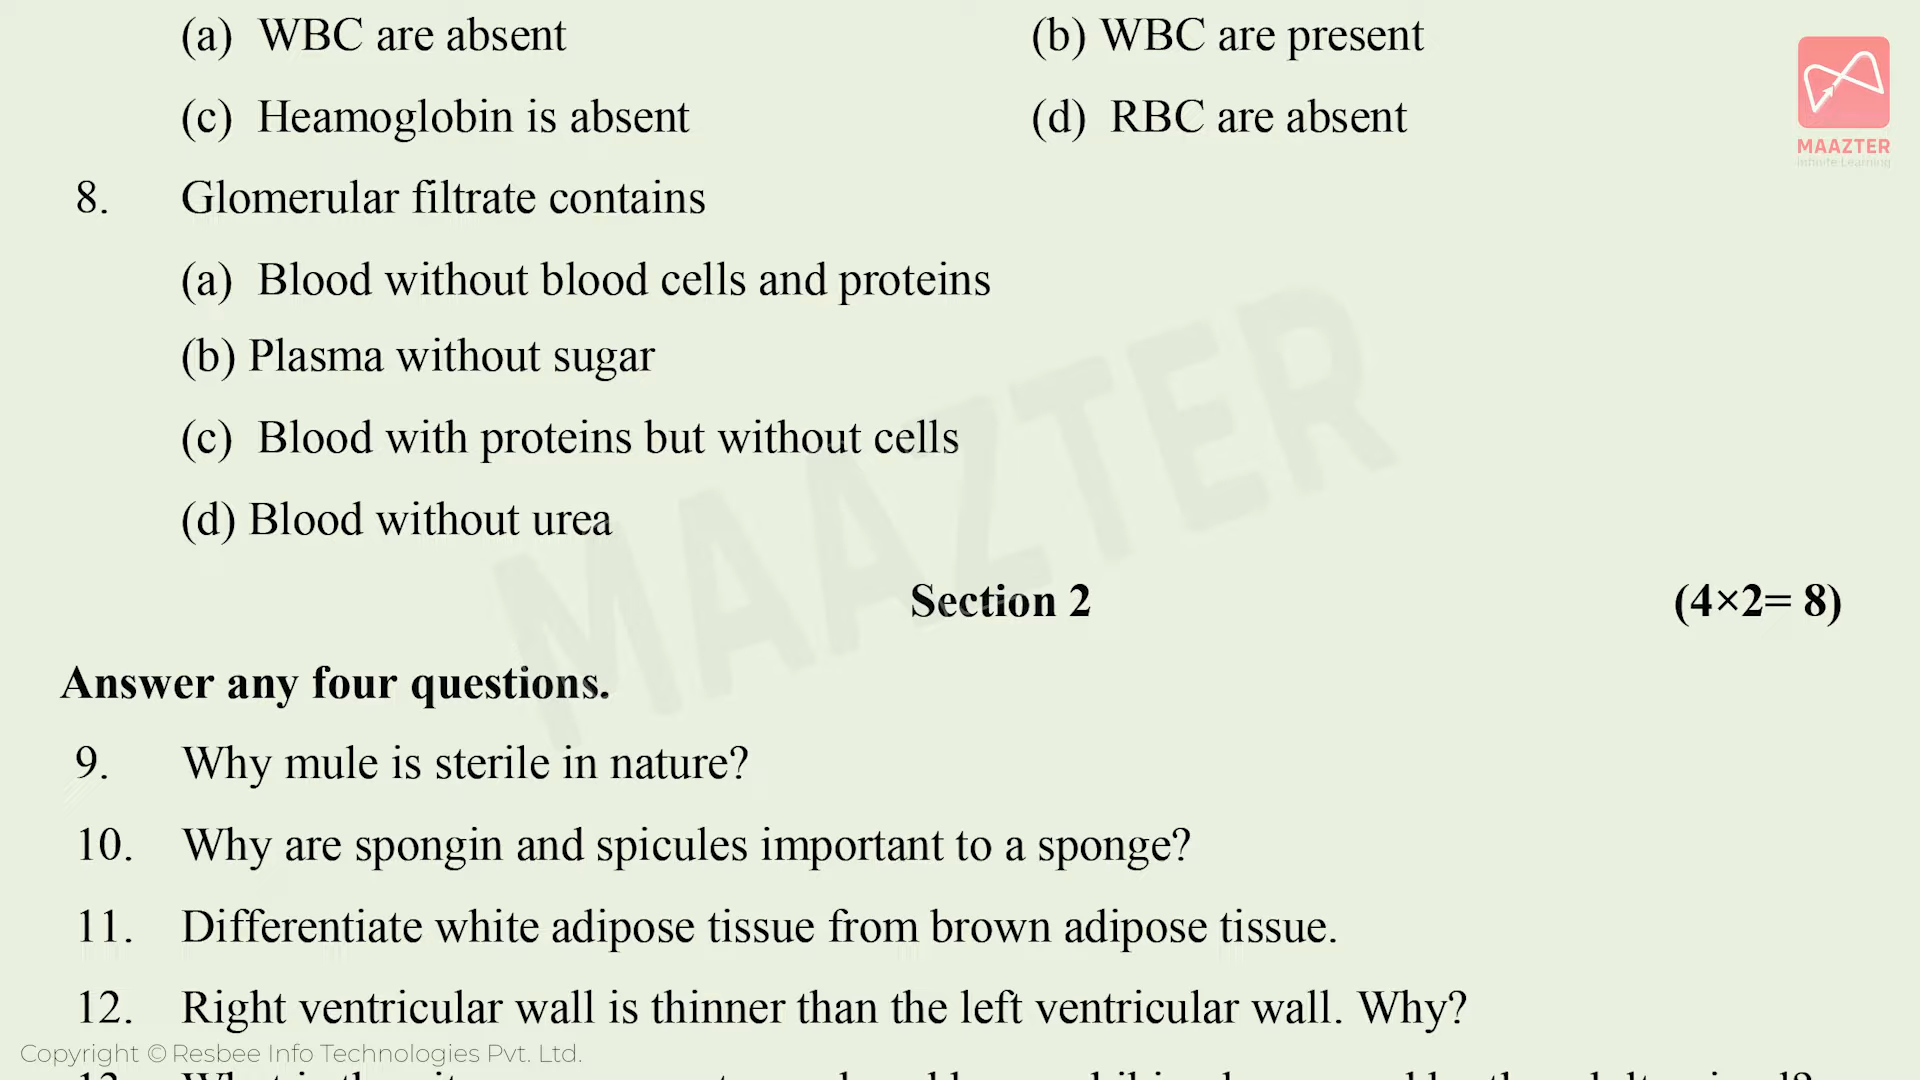 (a) WBC are absent (b) WBC are present
(c) Heamoglobin is absent (d) RBC are absent
MAAZTER
Infinite Learning
8. Glomerular filtrate contains
(a) Blood without blood cells and proteins
(b) Plasma without sugar
(c) Blood with proteins but without cells
(d) Blood without urea
MAAZTER
Section 2 (4×2= 8)
Answer any four questions.
9. Why mule is sterile in nature?
10. Why are spongin and spicules important to a sponge?
11. Differentiate white adipose tissue from brown adipose tissue.
12. Right ventricular wall is thinner than the left ventricular wall. Why?
Copyright © Resbee Info Technologies Pvt. Ltd.